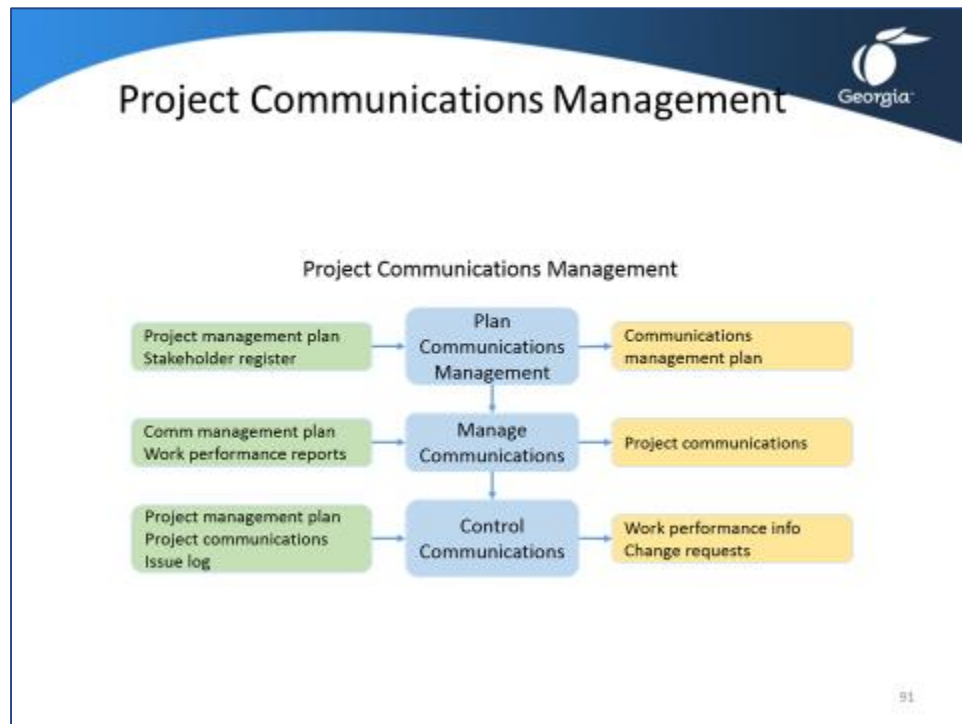 Project Communications Management
Georgia
Project Communications Management
Project management plan
Stakeholder register
Plan
Communications
Management
Communications
management plan
Comm management plan
Work performance reports
Manage
Communications
Project communications
Project management plan
Project communications
Issue log
Control
Communications
Work performance info
Change requests
91